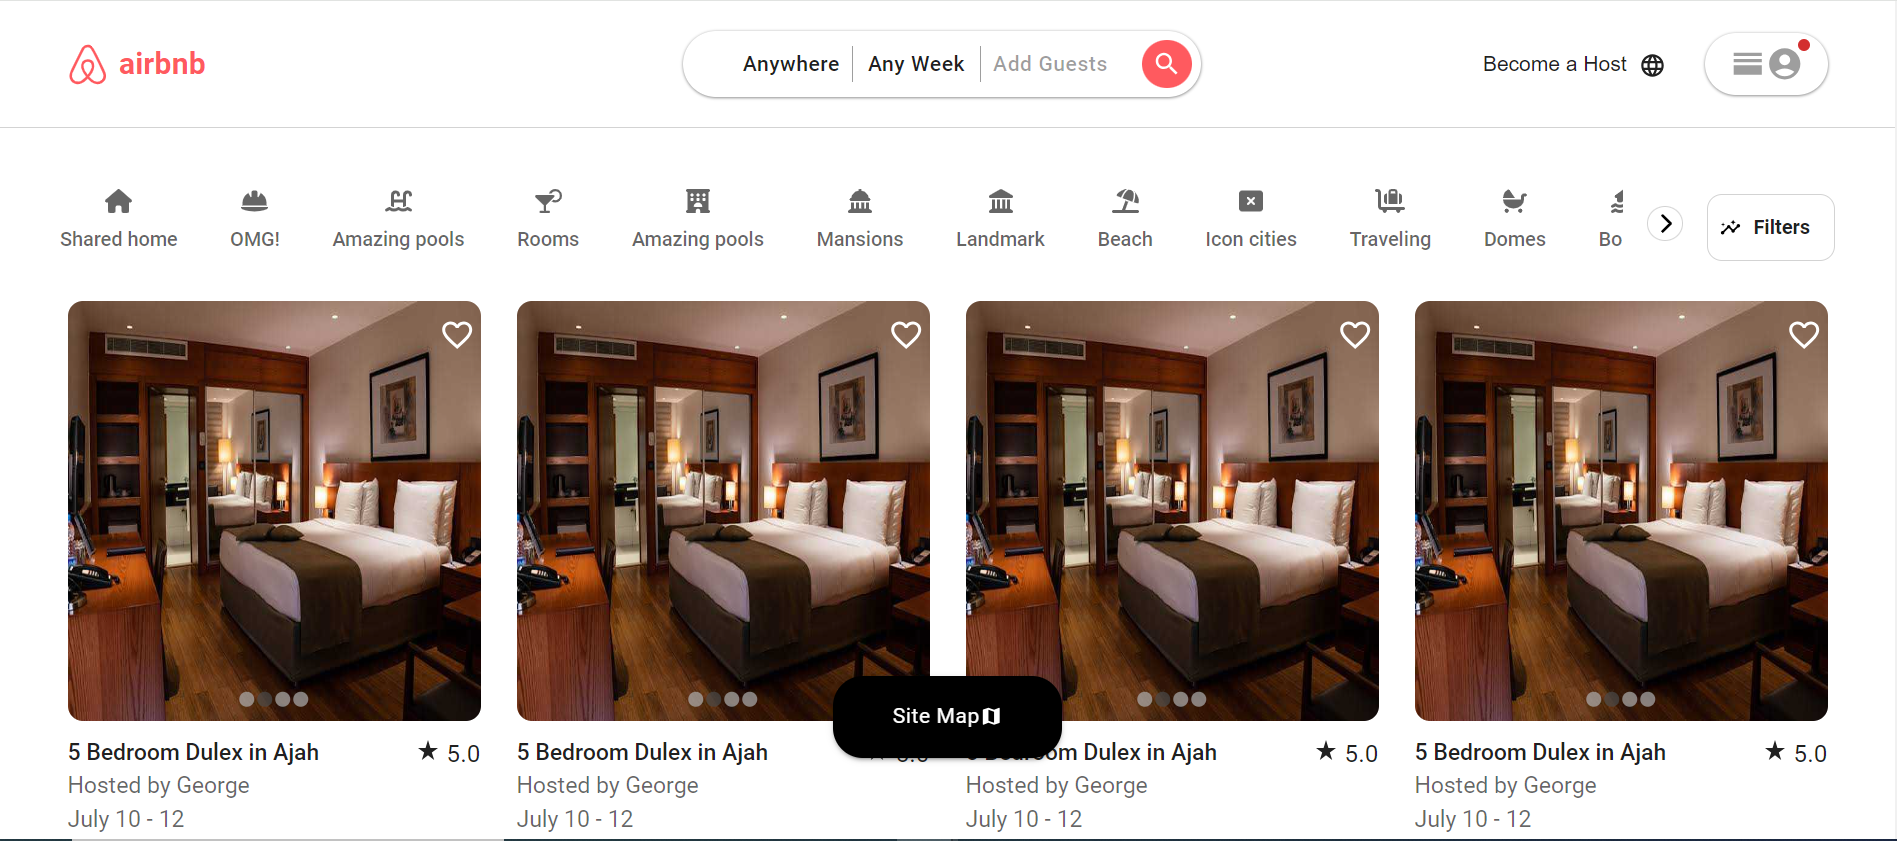 airbnb
Anywhere Any Week Add Guests
Become a Host
Shared home OMG! Amazing pools Rooms Amazing pools Mansions Landmark Beach Icon cities Traveling Domes Bo
Filters
Site Map
5 Bedroom Dulex in Ajah 5.0
Hosted by George
July 10 - 12
5 Bedroom Dulex in Ajah
Hosted by George
July 10 - 12
5 Bedroom Dulex in Ajah 5.0
Hosted by George
July 10 - 12
5 Bedroom Dulex in Ajah 5.0
Hosted by George
July 10 - 12